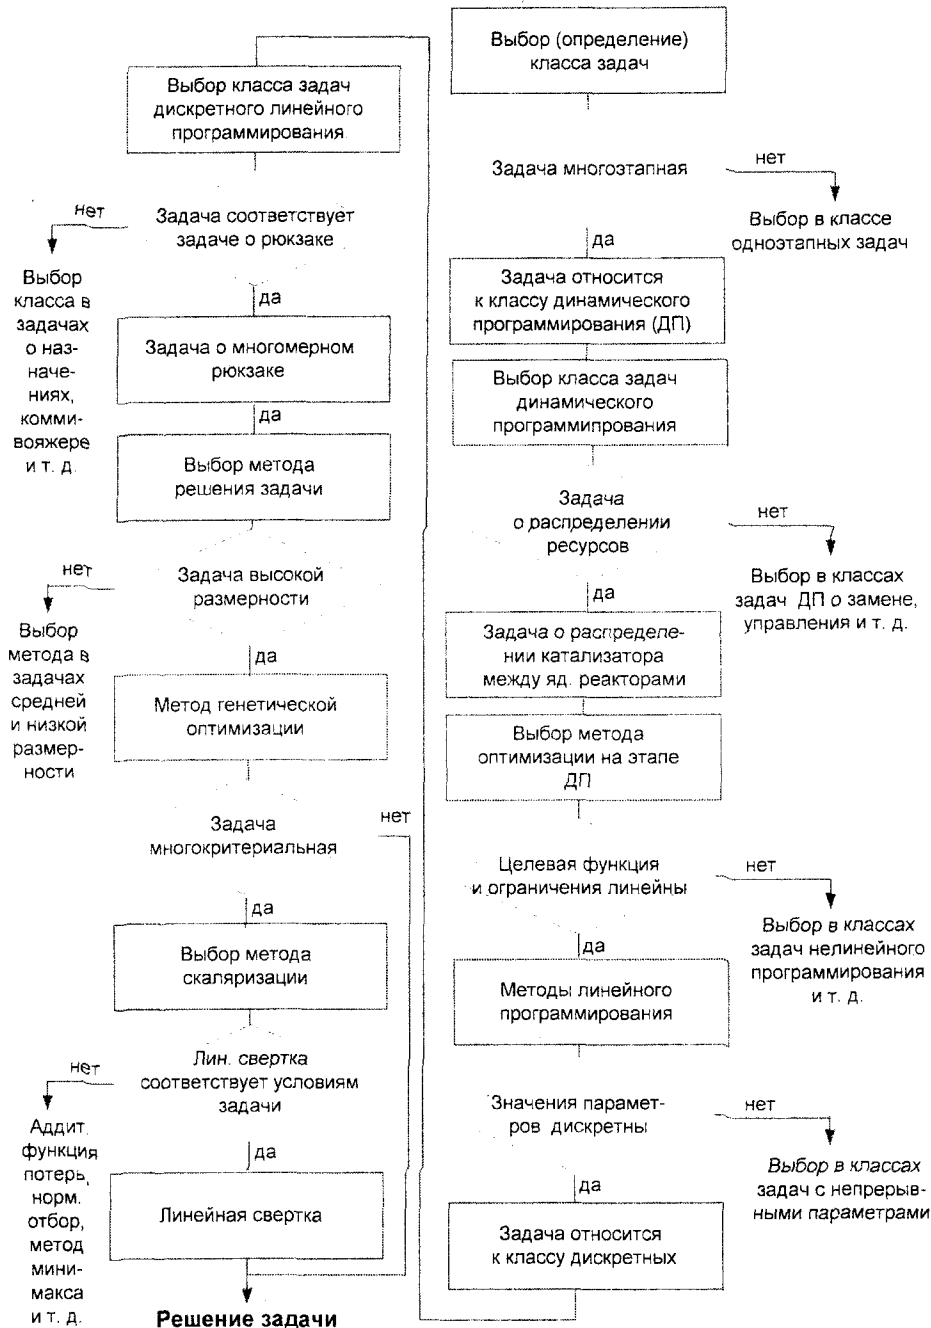 Выбор (определение)
класса задач
Задача многоэтапная
нет
Выбор в классе
одноэтапных задач
да
Задача относится
к классу динамического
программирования (ДП)
Выбор класса задач
динамического
программипрования
Задача
о распределении
ресурсов
нет
Выбор в классах
задач ДП о замене,
управления и т. д.
да
Задача о распределе-
нии катализатора
между яд. реакторами
Выбор метода
оптимизации на этапе
ДП
Целевая функция
и ограничения линейны
нет
Выбор в классах
задач нелинейного
программирования
и т. д.
да
Методы линейного
программирования
Значения парамет-
ров дискретны
нет
Выбор в классах
задач с непрерыв-
ными параметрами
да
Задача относится
к классу дискретных
Выбор класса задач
дискретного линейного
программирования
Задача соответствует
задаче о рюкзаке
нет
Выбор
класса в
задачах
о наз-
наче-
ниях,
комми-
вояжере
и т. д.
да
Задача о многомерном
рюкзаке
да
Выбор метода
решения задачи
Задача высокой
размерности
нет
Выбор
метода в
задачах
средней
и низкой
размер-
ности
да
Метод генетической
оптимизации
Задача
многокритериальная
нет
да
Выбор метода
скаляризации
Лин. свертка
соответствует условиям
задачи
нет
Аддит.
функция
потерь,
норм.
отбор,
метод
мини-
макса
и т. д.
да
Линейная свертка
Решение задачи